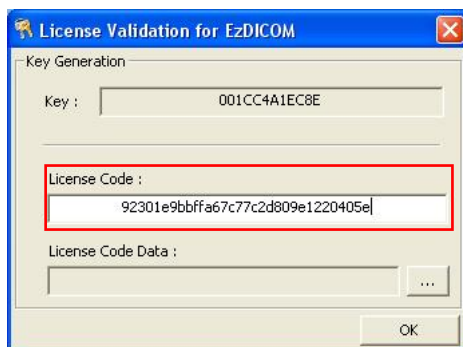 License Validation for EzDICOM
Key Generation
Key : 001CC4A1EC8E
License Code :
92301e9bbffa67c77c2d809e1220405e
License Code Data :
...
OK